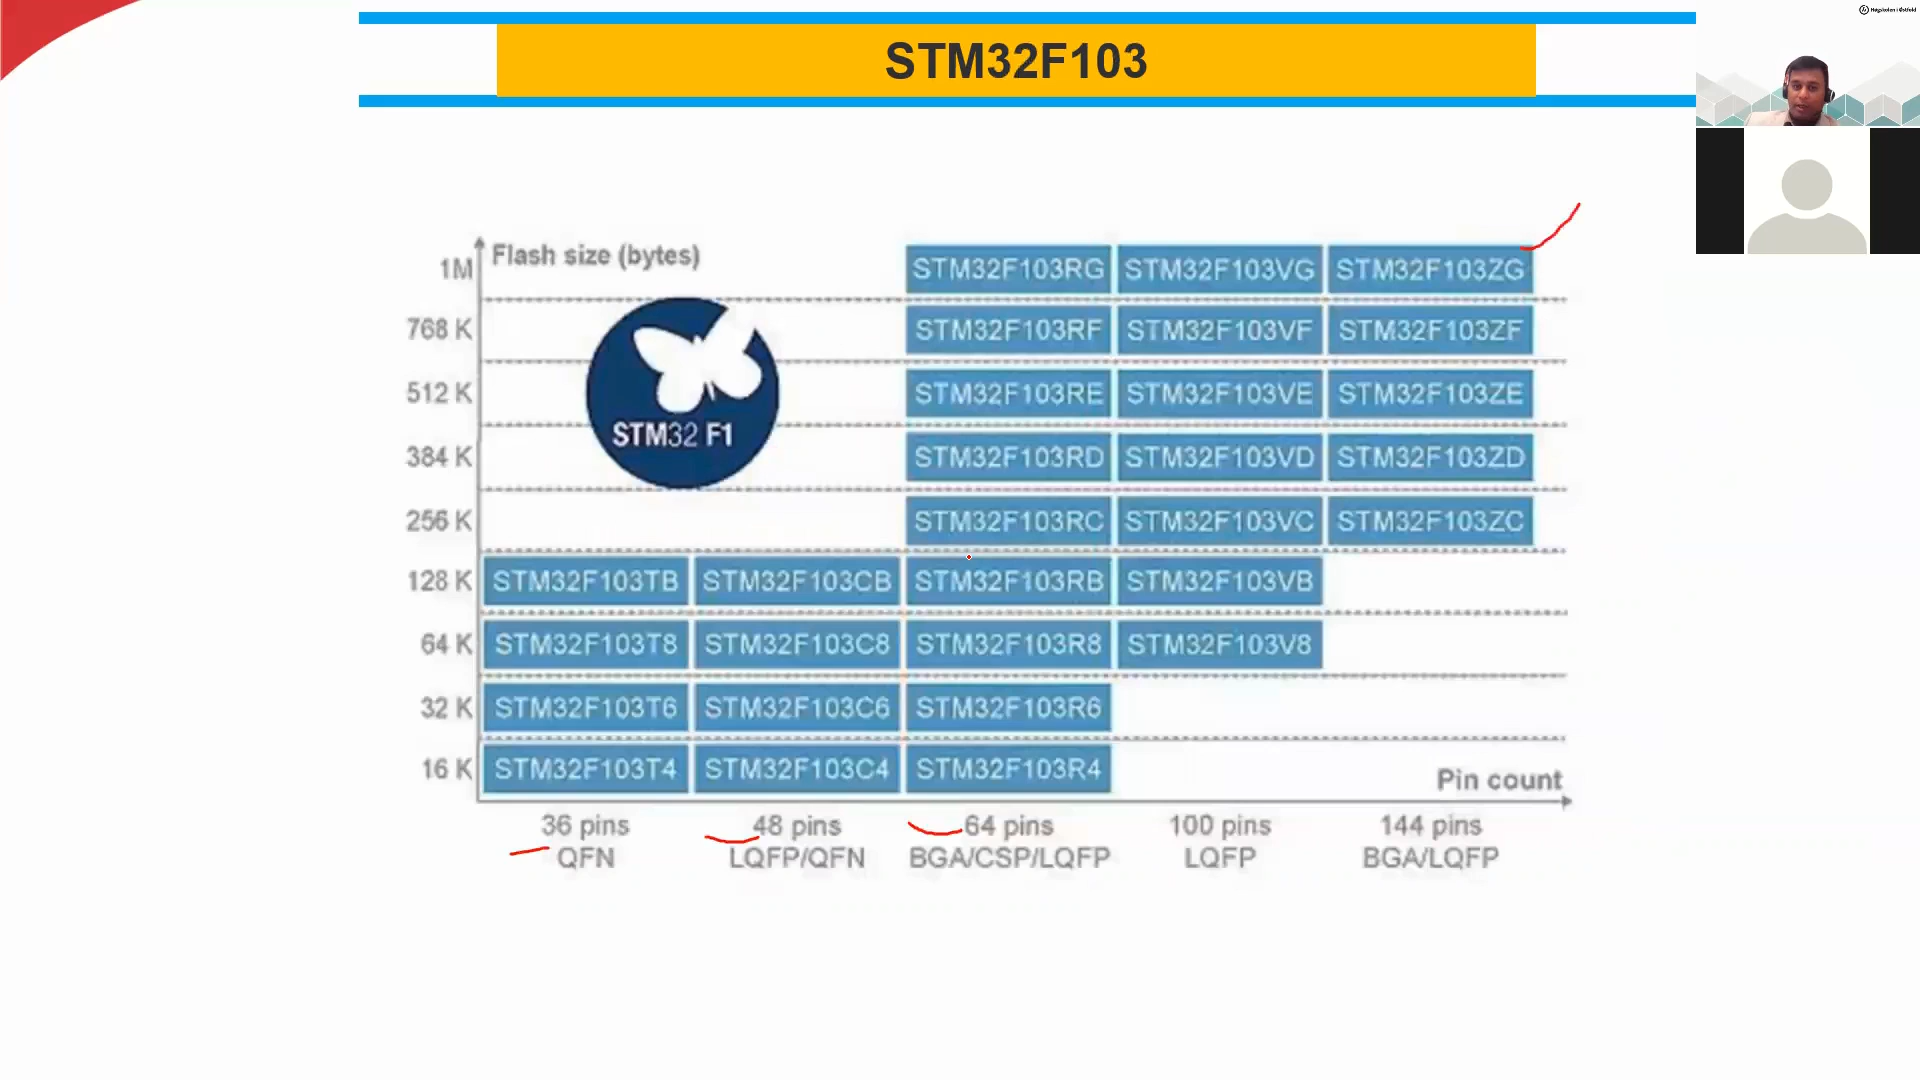 STM32F103
Høgskolen i Østfold
Flash size (bytes)
1M STM32F103RG STM32F103VG STM32F103ZG
768 K STM32F103RF STM32F103VF STM32F103ZF
512 K STM32F103RE STM32F103VE STM32F103ZE
STM32 F1
384 K STM32F103RD STM32F103VD STM32F103ZD
256 K STM32F103RC STM32F103VC STM32F103ZC
128 K STM32F103TB STM32F103CB STM32F103RB STM32F103VB
64 K STM32F103T8 STM32F103C8 STM32F103R8 STM32F103V8
32 K STM32F103T6 STM32F103C6 STM32F103R6
16 K STM32F103T4 STM32F103C4 STM32F103R4
Pin count
36 pins 48 pins 64 pins 100 pins 144 pins
QFN LQFP/QFN BGA/CSP/LQFP LQFP BGA/LQFP